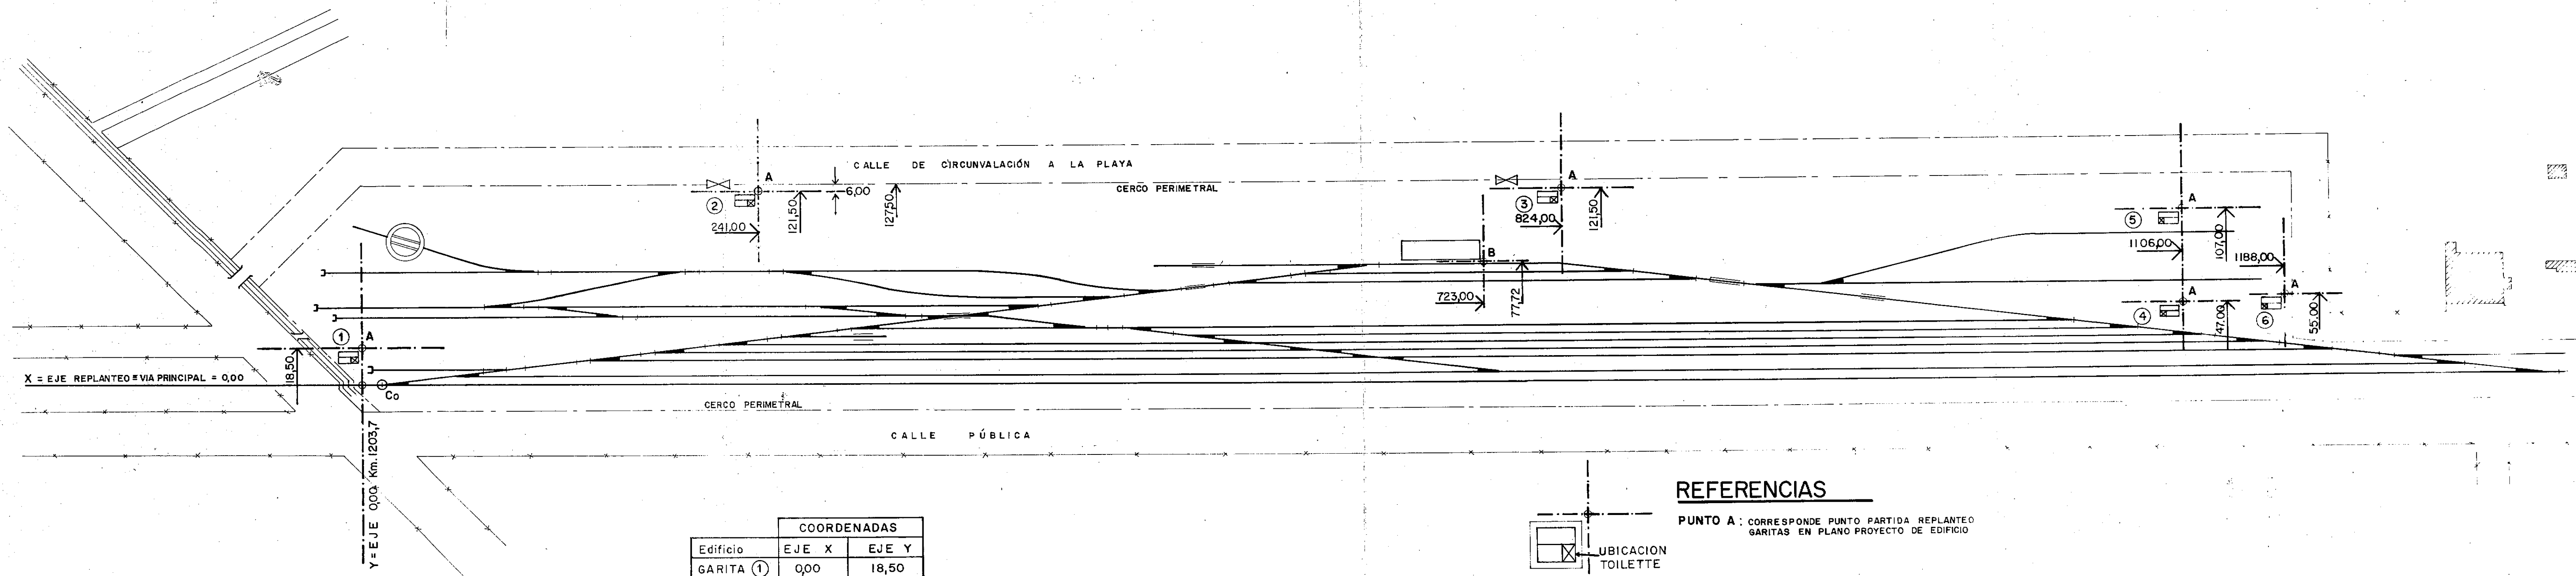 CALLE DE CIRCUNVALACIÓN A LA PLAYA
CERCO PERIMETRAL
A
6,00
2
241,00
121,50
127,50
A
3
824,00
121,50
B
723,00
77,72
A
5
1106,00
107,00
1188,00
A
4
47,00
A
6
55,00
1
A
18,50
X = EJE REPLANTEO = VIA PRINCIPAL = 0,00
Co
CERCO PERIMETRAL
CALLE PÚBLICA
Y = EJE 0,00 Km. 1203,7
COORDENADAS
Edificio EJE X EJE Y
GARITA 1 0,00 18,50
REFERENCIAS
PUNTO A : CORRESPONDE PUNTO PARTIDA REPLANTEO
GARITAS EN PLANO PROYECTO DE EDIFICIO
UBICACION
TOILETTE